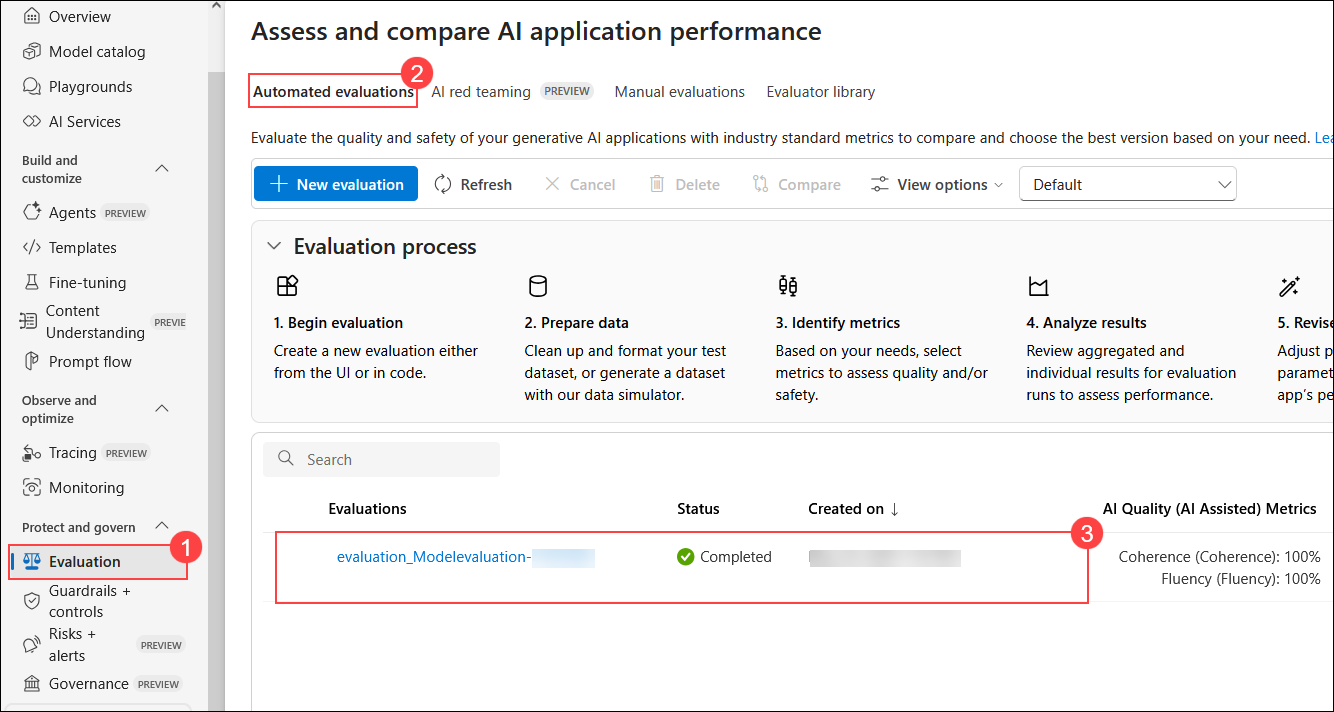 Overview
Model catalog
Playgrounds
AI Services
Build and
customize
Agents PREVIEW
Templates
Fine-tuning
Content
Understanding PREVIE
Prompt flow
Observe and
optimize
Tracing PREVIEW
Monitoring
Protect and govern
1
Evaluation
Guardrails +
controls
Risks +
alerts PREVIEW
Governance PREVIEW
Assess and compare AI application performance
2
Automated evaluations AI red teaming PREVIEW Manual evaluations Evaluator library
Evaluate the quality and safety of your generative AI applications with industry standard metrics to compare and choose the best version based on your need. Lea
New evaluation Refresh Cancel Delete Compare View options Default
Evaluation process
1. Begin evaluation
Create a new evaluation either
from the UI or in code.
2. Prepare data
Clean up and format your test
dataset, or generate a dataset
with our data simulator.
3. Identify metrics
Based on your needs, select
metrics to assess quality and/or
safety.
4. Analyze results
Review aggregated and
individual results for evaluation
runs to assess performance.
5. Revise
Adjust p
paramet
app's pe
Search
Evaluations Status Created on ↓ AI Quality (AI Assisted) Metrics
3
evaluation_Modelevaluation- Completed Coherence (Coherence): 100%
Fluency (Fluency): 100%